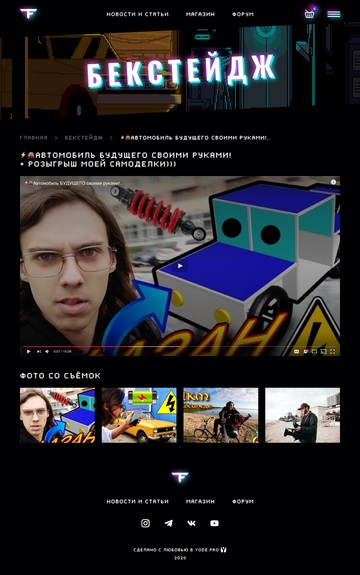 НОВОСТИ И СТАТЬИ МАГАЗИН ФОРУМ
БЕКСТЕЙДЖ
ГЛАВНАЯ > БЕКСТЕЙДЖ > ⚡🚘АВТОМОБИЛЬ БУДУЩЕГО СВОИМИ РУКАМИ!..
⚡🚘АВТОМОБИЛЬ БУДУЩЕГО СВОИМИ РУКАМИ!
+ РОЗЫГРЫШ МОЕЙ САМОДЕЛКИ)))
⚡🚘Автомобиль БУДУЩЕГО своими руками!
ФОТО СО СЪЁМОК
НОВОСТИ И СТАТЬИ МАГАЗИН ФОРУМ
СДЕЛАНО С ЛЮБОВЬЮ В YODE.PRO
2020